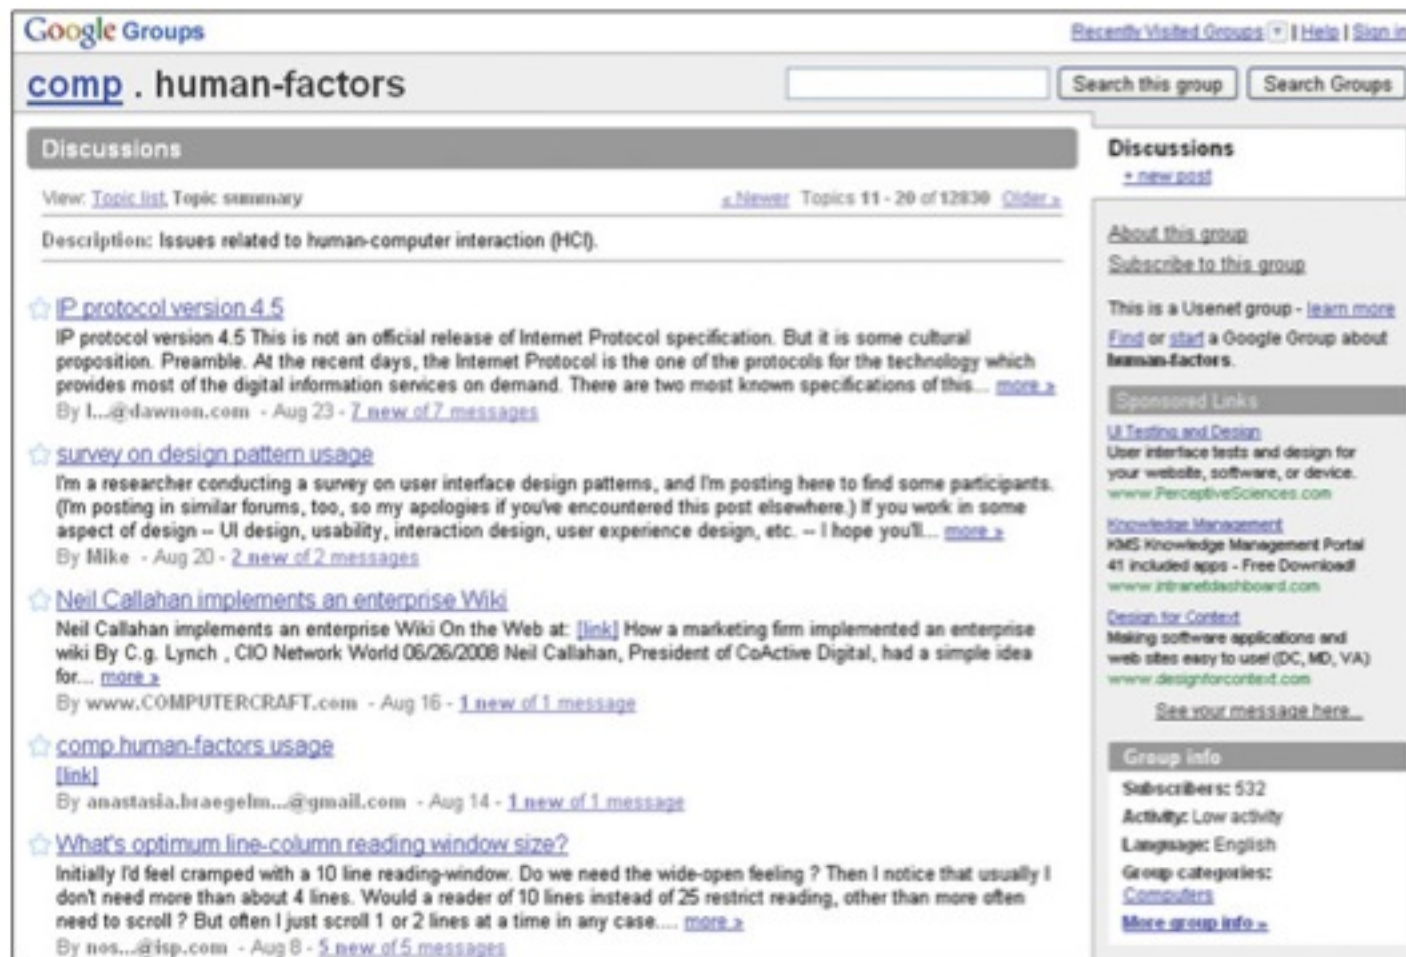 Google Groups
Recently Visited Groups | Help | Sign in
comp . human-factors
Search this group
Search Groups
Discussions
View: Topic list, Topic summary
« Newer Topics 11 - 20 of 12830 Older »
Description: Issues related to human-computer interaction (HCI).
IP protocol version 4.5
IP protocol version 4.5 This is not an official release of Internet Protocol specification. But it is some cultural
proposition. Preamble. At the recent days, the Internet Protocol is the one of the protocols for the technology which
provides most of the digital information services on demand. There are two most known specifications of this... more »
By l...@dawnon.com - Aug 23 - 7 new of 7 messages
survey on design pattern usage
I'm a researcher conducting a survey on user interface design patterns, and I'm posting here to find some participants.
(I'm posting in similar forums, too, so my apologies if you've encountered this post elsewhere.) If you work in some
aspect of design -- UI design, usability, interaction design, user experience design, etc. -- I hope you'll... more »
By Mike - Aug 20 - 2 new of 2 messages
Neil Callahan implements an enterprise Wiki
Neil Callahan implements an enterprise Wiki On the Web at: [link] How a marketing firm implemented an enterprise
wiki By C.g. Lynch , CIO Network World 06/26/2008 Neil Callahan, President of CoActive Digital, had a simple idea
for... more »
By www.COMPUTERCRAFT.com - Aug 16 - 1 new of 1 message
comp.human-factors usage
[link]
By anastasia.braegelm...@gmail.com - Aug 14 - 1 new of 1 message
What's optimum line-column reading window size?
Initially I'd feel cramped with a 10 line reading-window. Do we need the wide-open feeling ? Then I notice that usually I
don't need more than about 4 lines. Would a reader of 10 lines instead of 25 restrict reading, other than more often
need to scroll ? But often I just scroll 1 or 2 lines at a time in any case.... more »
By nos...@isp.com - Aug 8 - 5 new of 5 messages
Discussions
+ new post
About this group
Subscribe to this group
This is a Usenet group - learn more
Find or start a Google Group about
human-factors.
Sponsored Links
UI Testing and Design
User interface tests and design for
your website, software, or device.
www.PerceptiveSciences.com
Knowledge Management
KMS Knowledge Management Portal
41 included apps - Free Download!
www.intranetdashboard.com
Design for Context
Making software applications and
web sites easy to use! (DC, MD, VA)
www.designforcontext.com
See your message here...
Group info
Subscribers: 532
Activity: Low activity
Language: English
Group categories:
Computers
More group info »